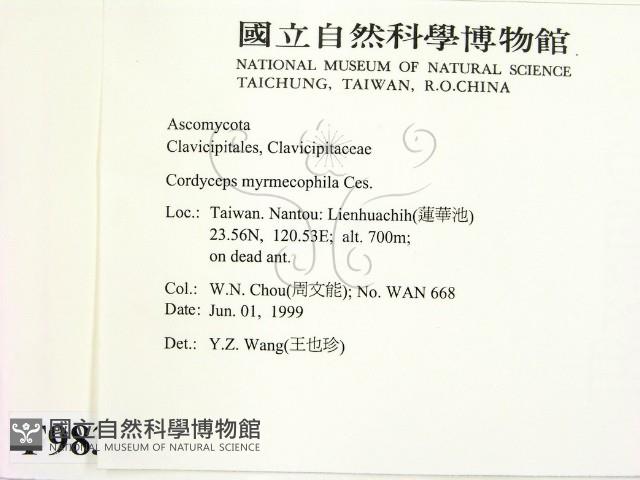 國立自然科學博物館
NATIONAL MUSEUM OF NATURAL SCIENCE
TAICHUNG, TAIWAN, R.O.CHINA
Ascomycota
Clavicipitales, Clavicipitaceae
Cordyceps myrmecophila Ces.
Loc.: Taiwan. Nantou: Lienhuachih(蓮華池)
23.56N, 120.53E; alt. 700m;
on dead ant.
Col.: W.N. Chou(周文能); No. WAN 668
Date: Jun. 01, 1999
Det.: Y.Z. Wang(王也珍)
國立自然科學博物館
NATIONAL MUSEUM OF NATURAL SCIENCE